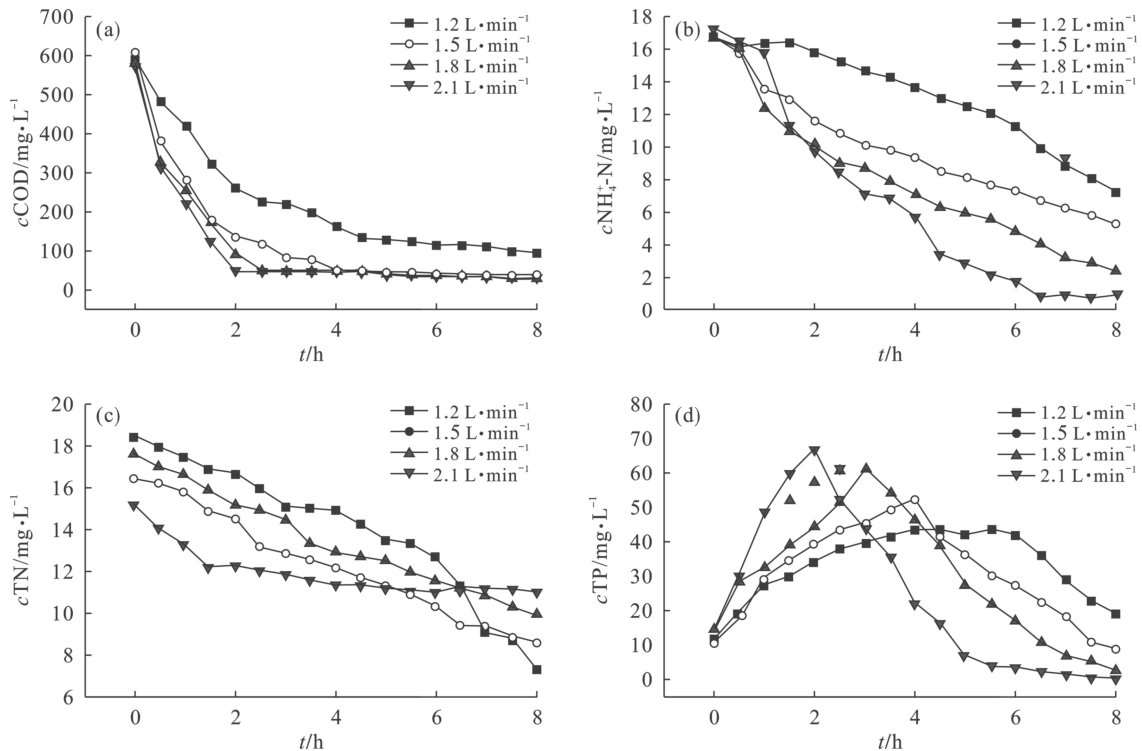 (a)
1.2 L·min⁻¹
1.5 L·min⁻¹
1.8 L·min⁻¹
2.1 L·min⁻¹
700
600
500
400
300
200
100
0
cCOD/mg·L⁻¹
0 2 4 6 8
t/h
(b)
1.2 L·min⁻¹
1.5 L·min⁻¹
1.8 L·min⁻¹
2.1 L·min⁻¹
18
16
14
12
10
8
6
4
2
0
cNH₄⁺-N/mg·L⁻¹
0 2 4 6 8
t/h
(c)
1.2 L·min⁻¹
1.5 L·min⁻¹
1.8 L·min⁻¹
2.1 L·min⁻¹
20
18
16
14
12
10
8
6
cTN/mg·L⁻¹
0 2 4 6 8
t/h
(d)
1.2 L·min⁻¹
1.5 L·min⁻¹
1.8 L·min⁻¹
2.1 L·min⁻¹
80
70
60
50
40
30
20
10
0
cTP/mg·L⁻¹
0 2 4 6 8
t/h